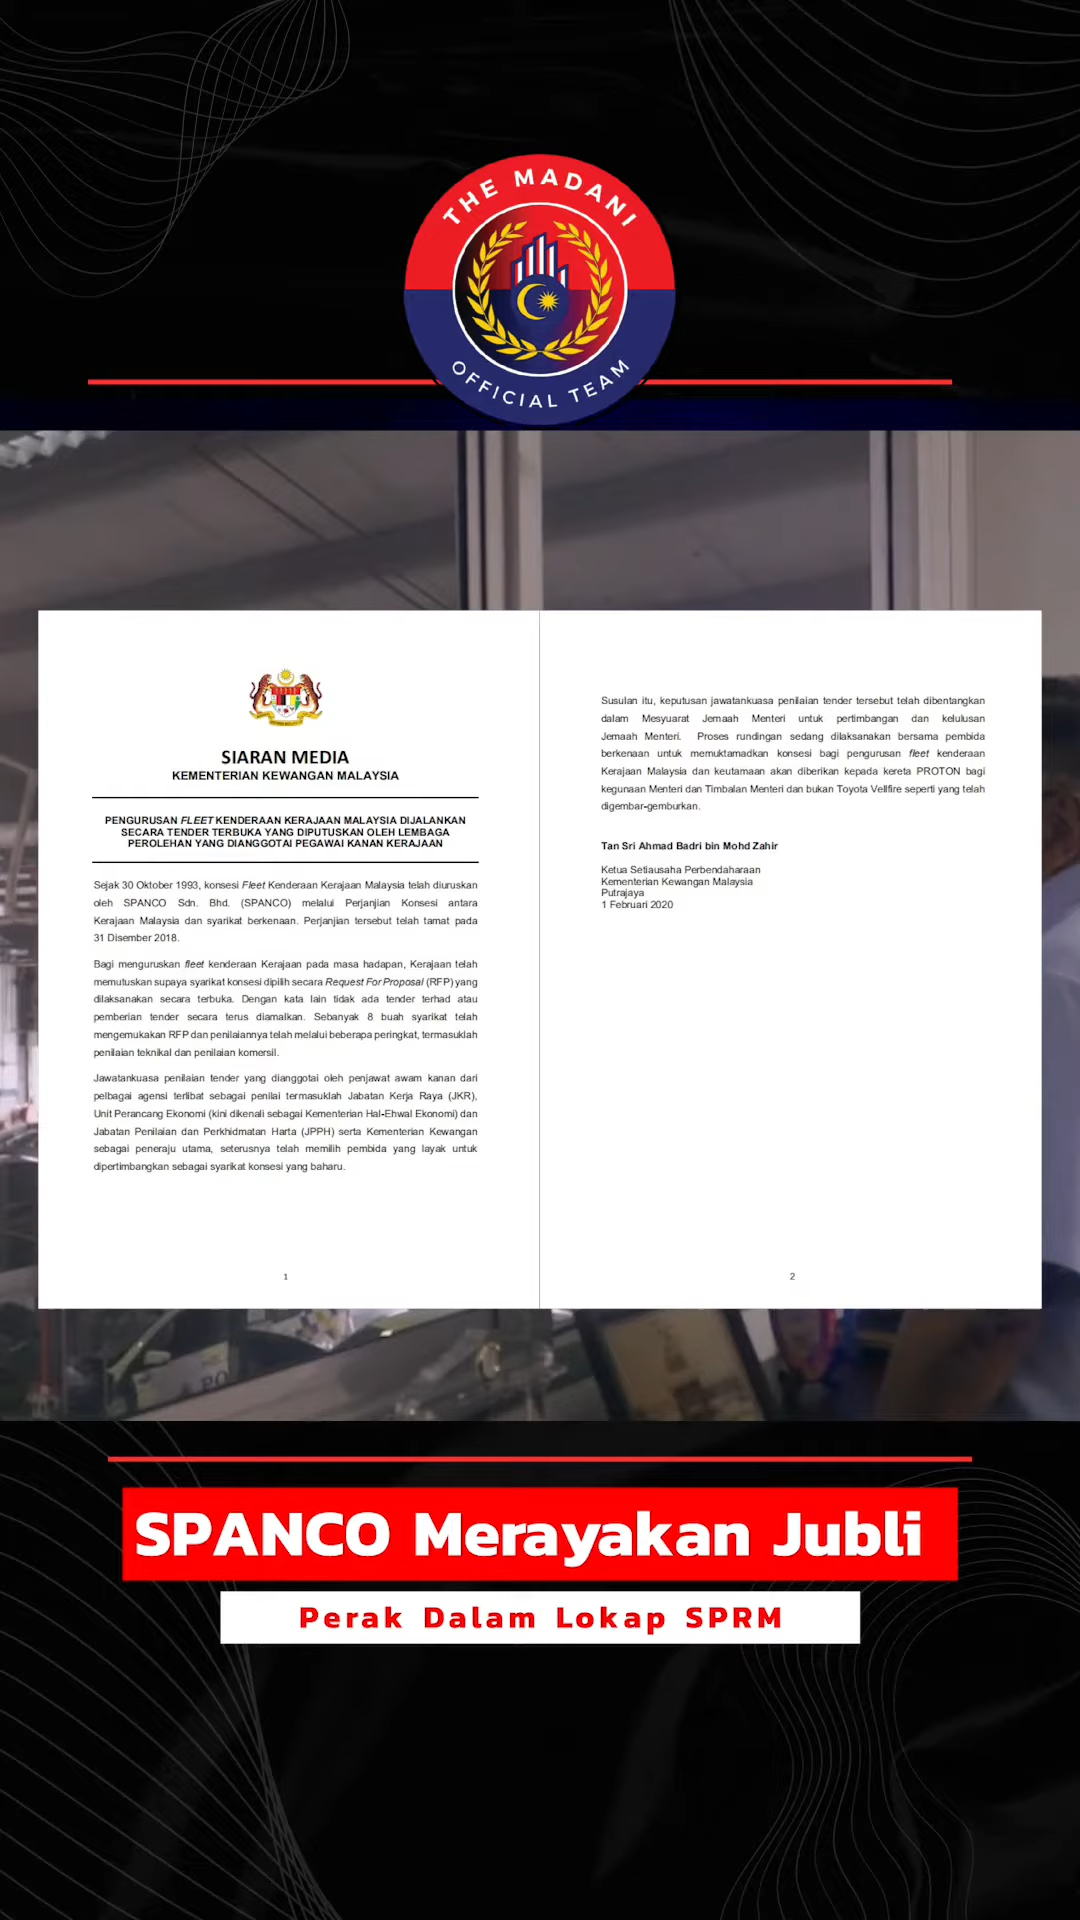 THE MADANI
OFFICIAL TEAM
SIARAN MEDIA
KEMENTERIAN KEWANGAN MALAYSIA
PENGURUSAN FLEET KENDERAAN KERAJAAN MALAYSIA DIJALANKAN
SECARA TENDER TERBUKA YANG DIPUTUSKAN OLEH LEMBAGA
PEROLEHAN YANG DIANGGOTAI PEGAWAI KANAN KERAJAAN
Sejak 30 Oktober 1993, konsesi Fleet Kenderaan Kerajaan Malaysia telah diuruskan
oleh SPANCO Sdn. Bhd. (SPANCO) melalui Perjanjian Konsesi antara
Kerajaan Malaysia dan syarikat berkenaan. Perjanjian tersebut telah tamat pada
31 Disember 2018.
Bagi menguruskan fleet kenderaan Kerajaan pada masa hadapan, Kerajaan telah
memutuskan supaya syarikat konsesi dipilih secara Request For Proposal (RFP) yang
dilaksanakan secara terbuka. Dengan kata lain tidak ada tender terhad atau
pemberian tender secara terus diamalkan. Sebanyak 8 buah syarikat telah
mengemukakan RFP dan penilaiannya telah melalui beberapa peringkat, termasuklah
penilaian teknikal dan penilaian komersil.
Jawatankuasa penilaian tender yang dianggotai oleh penjawat awam kanan dari
pelbagai agensi terlibat sebagai penilai termasuklah Jabatan Kerja Raya (JKR),
Unit Perancang Ekonomi (kini dikenali sebagai Kementerian Hal-Ehwal Ekonomi) dan
Jabatan Penilaian dan Perkhidmatan Harta (JPPH) serta Kementerian Kewangan
sebagai peneraju utama, seterusnya telah memilih pembida yang layak untuk
dipertimbangkan sebagai syarikat konsesi yang baharu.
1
Susulan itu, keputusan jawatankuasa penilaian tender tersebut telah dibentangkan
dalam Mesyuarat Jemaah Menteri untuk pertimbangan dan kelulusan
Jemaah Menteri. Proses rundingan sedang dilaksanakan bersama pembida
berkenaan untuk memuktamadkan konsesi bagi pengurusan fleet kenderaan
Kerajaan Malaysia dan keutamaan akan diberikan kepada kereta PROTON bagi
kegunaan Menteri dan Timbalan Menteri dan bukan Toyota Vellfire seperti yang telah
digembar-gemburkan.
Tan Sri Ahmad Badri bin Mohd Zahir
Ketua Setiausaha Perbendaharaan
Kementerian Kewangan Malaysia
Putrajaya
1 Februari 2020
2
SPANCO Merayakan Jubli
Perak Dalam Lokap SPRM